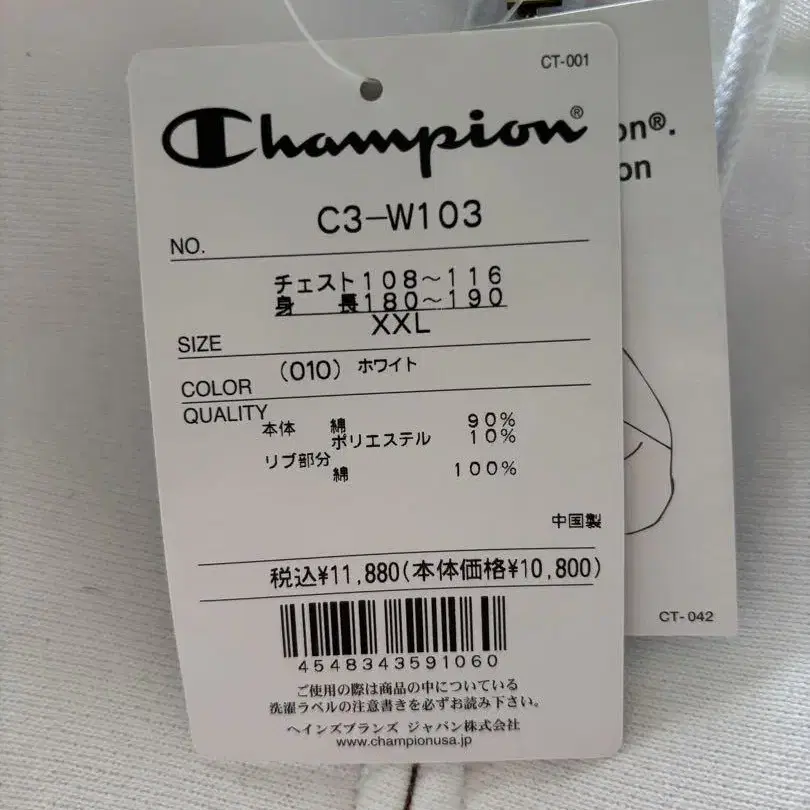 CT-001
Champion®
NO. C3-W103
チェスト108～116
身 長180～190
SIZE XXL
COLOR (010) ホワイト
QUALITY
本体 綿 90%
ポリエステル 10%
リブ部分
綿 100%
中国製
税込¥11,880(本体価格¥10,800)
4548343591060
ご使用の際は商品の中についている
洗濯ラベルの注意書きを必ずお読み下さい。
ヘインズブランズ ジャパン株式会社
www.championusa.jp
on®.
on
CT-042